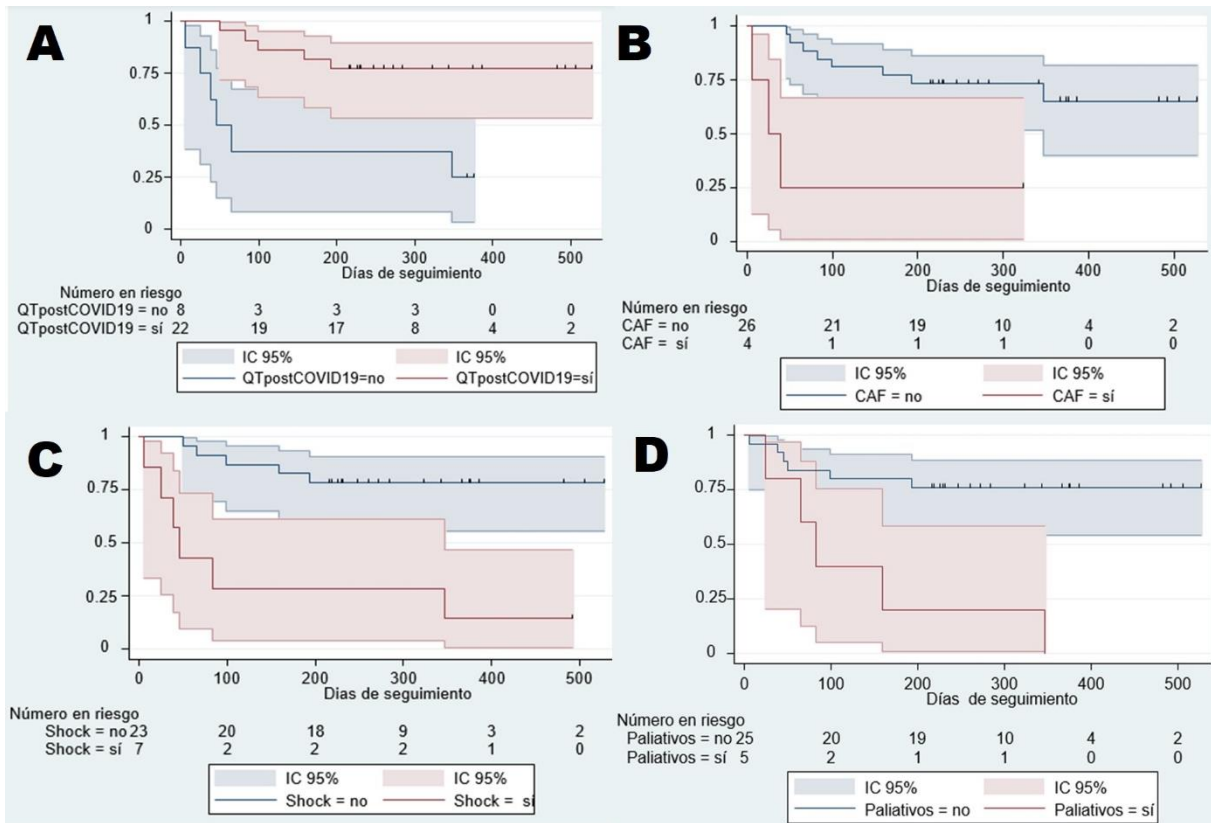 A
1
0.75
0.5
0.25
0
0 100 200 300 400 500
Días de seguimiento
Número en riesgo
QTpostCOVID19 = no 8 3 3 3 0 0
QTpostCOVID19 = sí 22 19 17 8 4 2
IC 95% IC 95%
QTpostCOVID19=no QTpostCOVID19=sí
B
1
0.75
0.5
0.25
0
0 100 200 300 400 500
Días de seguimiento
Número en riesgo
CAF = no 26 21 19 10 4 2
CAF = sí 4 1 1 1 0 0
IC 95% IC 95%
CAF = no CAF = sí
C
1
0.75
0.5
0.25
0
0 100 200 300 400 500
Días de seguimiento
Número en riesgo
Shock = no 23 20 18 9 3 2
Shock = sí 7 2 2 2 1 0
IC 95% IC 95%
Shock = no Shock = sí
D
1
0.75
0.5
0.25
0
0 100 200 300 400 500
Días de seguimiento
Número en riesgo
Paliativos = no 25 20 19 10 4 2
Paliativos = sí 5 2 1 1 0 0
IC 95% IC 95%
Paliativos = no Paliativos = sí